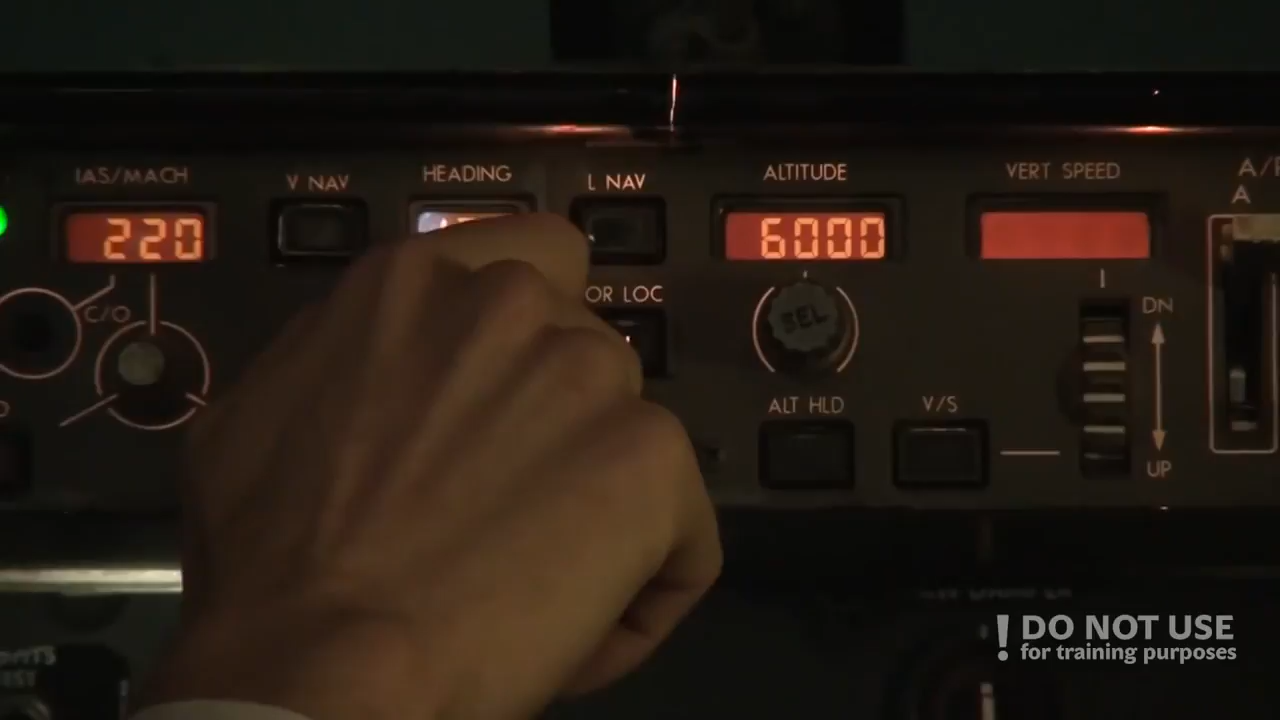 IAS/MACH
V NAV
HEADING
L NAV
ALTITUDE
VERT SPEED
A
220
6000
C/O
OR LOC
SEL
DN
ALT HLD
V/S
UP
! DO NOT USE
for training purposes